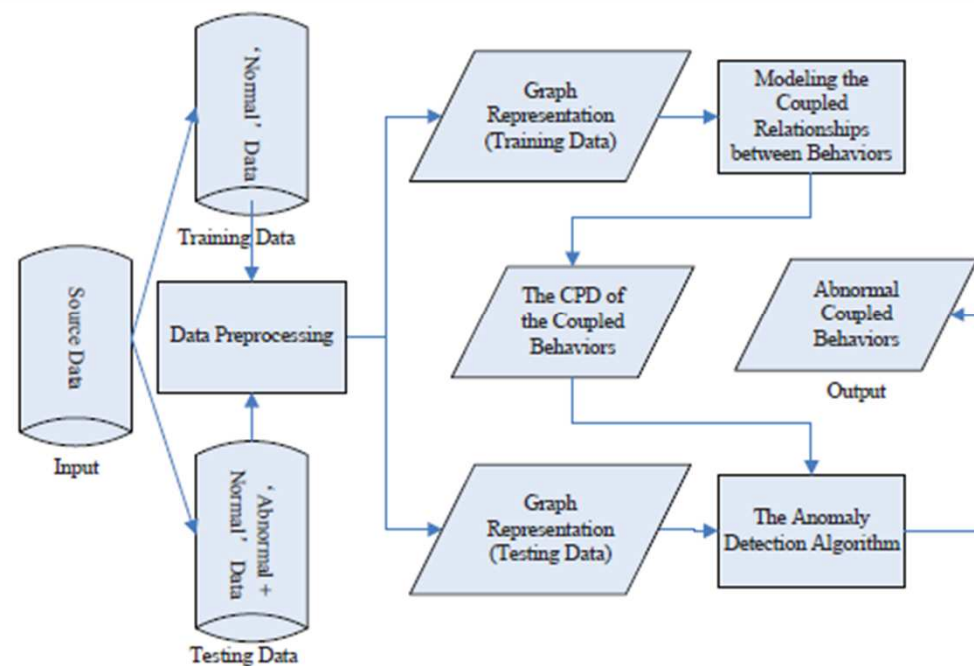 ‘Normal’ Data
Training Data
Source Data
Input
Data Preprocessing
‘Abnormal +
Normal’ Data
Testing Data
Graph
Representation
(Training Data)
Modeling the
Coupled
Relationships
between Behaviors
The CPD of
the Coupled
Behaviors
Abnormal
Coupled
Behaviors
Output
Graph
Representation
(Testing Data)
The Anomaly
Detection Algorithm